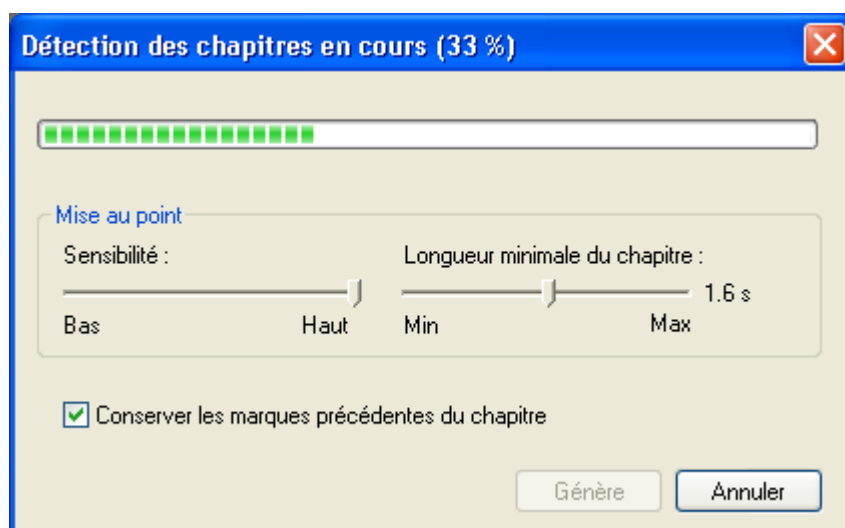 Détection des chapitres en cours (33 %)
Mise au point
Sensibilité :
Longueur minimale du chapitre :
1.6 s
Bas
Haut
Min
Max
Conserver les marques précédentes du chapitre
Génère
Annuler